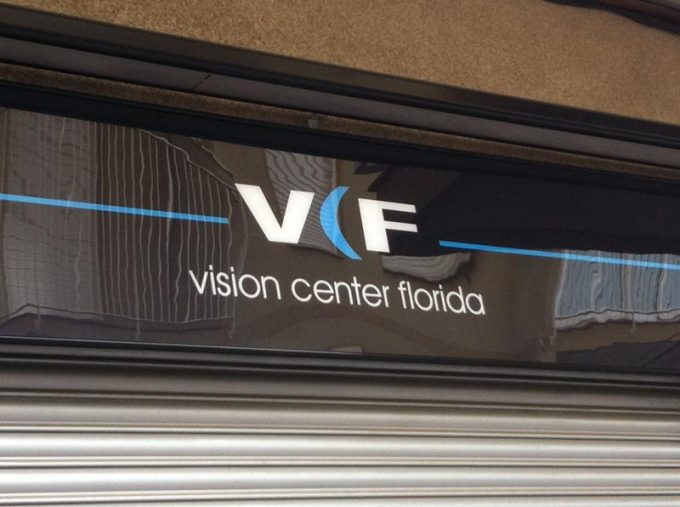 VCF
vision center florida